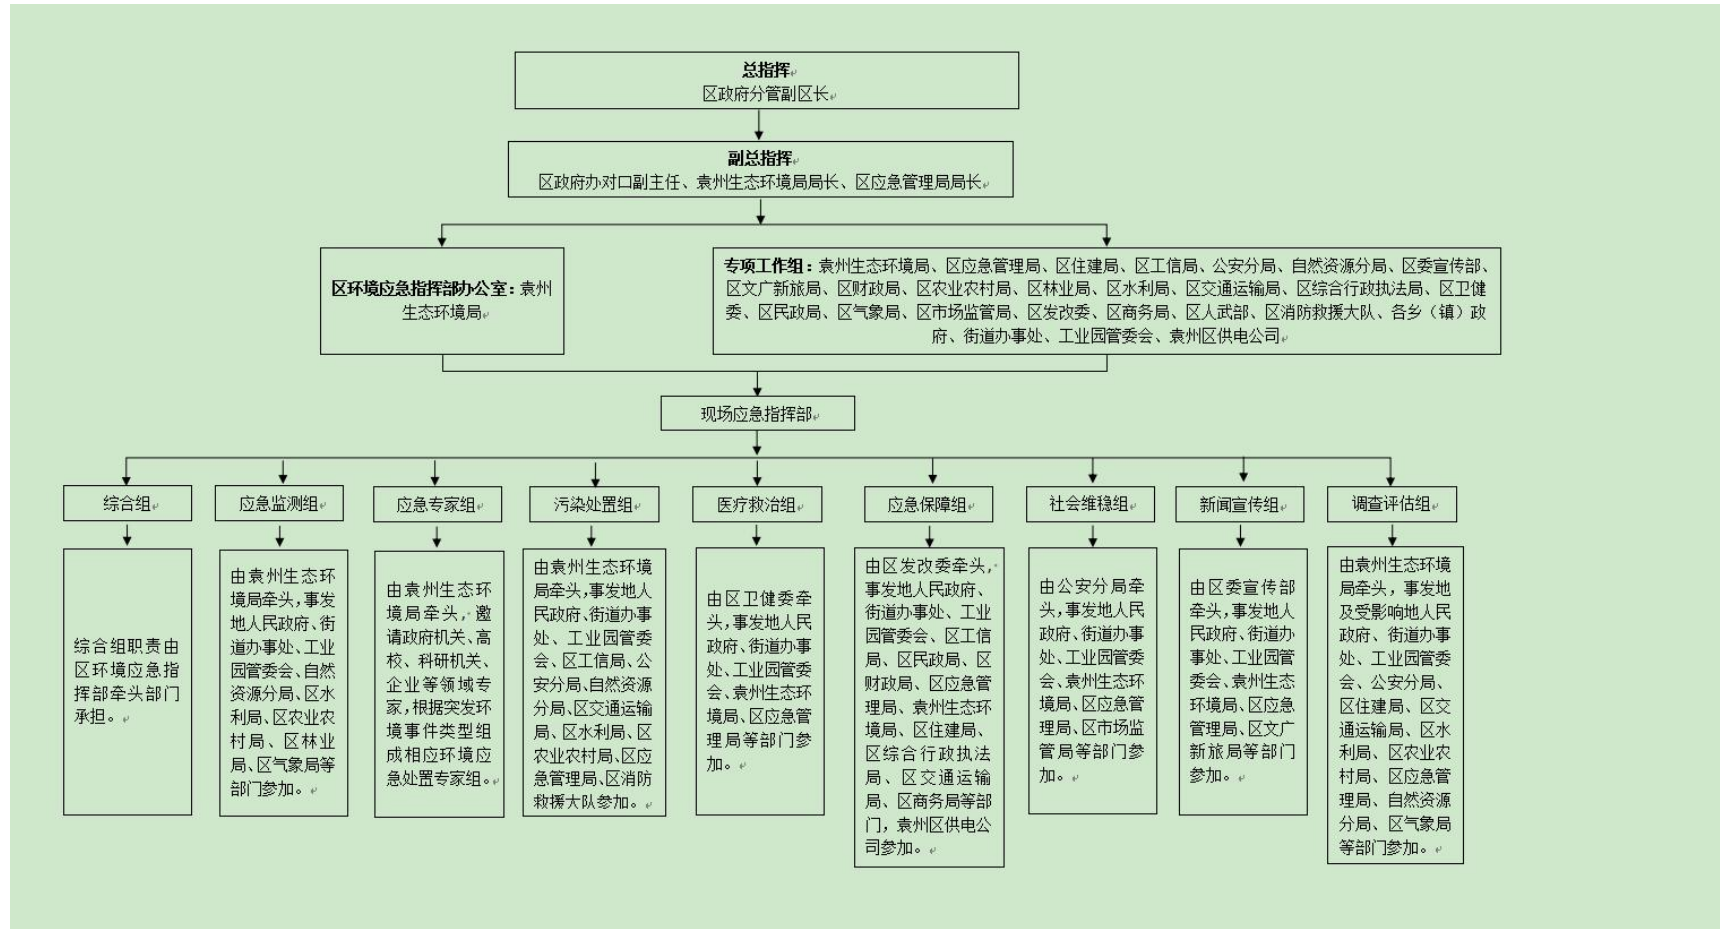 总指挥
区政府分管副区长
副总指挥
区政府办对口副主任、袁州生态环境局局长、区应急管理局局长
区环境应急指挥部办公室：袁州
生态环境局
专项工作组：袁州生态环境局、区应急管理局、区住建局、区工信局、公安分局、自然资源分局、区委宣传部、
区文广新旅局、区财政局、区农业农村局、区林业局、区水利局、区交通运输局、区综合行政执法局、区卫健
委、区民政局、区气象局、区市场监管局、区发改委、区商务局、区人武部、区消防救援大队、各乡（镇）政
府、街道办事处、工业园管委会、袁州区供电公司
现场应急指挥部
综合组
应急监测组
应急专家组
污染处置组
医疗救治组
应急保障组
社会维稳组
新闻宣传组
调查评估组
综合组职责由
区环境应急指
挥部牵头部门
承担。
由袁州生态环
境局牵头,事发
地人民政府、街
道办事处、工业
园管委会、自然
资源分局、区水
利局、区农业农
村局、区林业
局、区气象局等
部门参加。
由袁州生态环
境局牵头,邀
请政府机关、高
校、科研机关、
企业等领域专
家,根据突发环
境事件类型组
成相应环境应
急处置专家组。
由袁州生态环境
局牵头,事发地人
民政府、街道办事
处、工业园管委
会、区工信局、公
安分局、自然资源
分局、区交通运输
局、区水利局、区
农业农村局、区应
急管理局、区消防
救援大队参加。
由区卫健委牵
头,事发地人民
政府、街道办事
处、工业园管委
会、袁州生态环
境局、区应急管
理局等部门参
加。
由区发改委牵头,
事发地人民政府、
街道办事处、工业
园管委会、区工信
局、区民政局、区
财政局、区应急管
理局、袁州生态环
境局、区住建局、
区综合行政执法
局、区交通运输
局、区商务局等部
门，袁州区供电公
司参加。
由公安分局牵
头,事发地人民
政府、街道办事
处、工业园管委
会、袁州生态环
境局、区应急管
理局、区市场监
管局等部门参
加。
由区委宣传部
牵头,事发地人
民政府、街道办
事处、工业园管
委会、袁州生态
环境局、区应急
管理局、区文广
新旅局等部门
参加。
由袁州生态环境
局牵头，事发地
及受影响地人民
政府、街道办事
处、工业园管委
会、公安分局、
区住建局、区交
通运输局、区水
利局、区农业农
村局、区应急管
理局、自然资源
分局、区气象局
等部门参加。